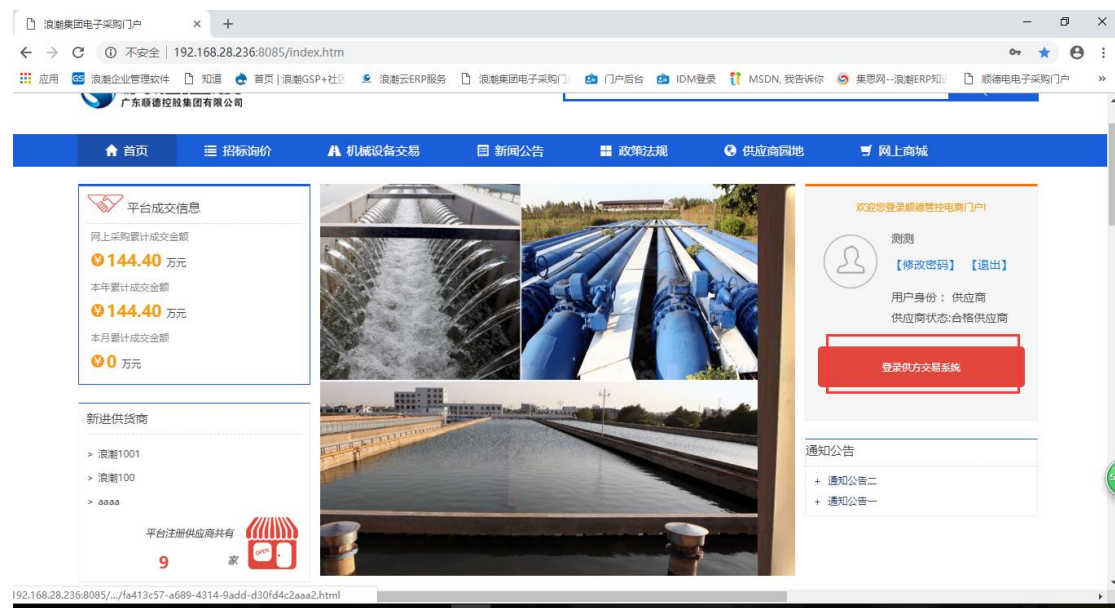 浪潮集团电子采购门户
不安全 | 192.168.28.236:8085/index.htm
应用 浪潮企业管理软件 知道 首页|浪潮GSP+社区 浪潮云ERP服务 浪潮集团电子采购门户 门户后台 IDM登录 MSDN, 我告诉你 集思网--浪潮ERP知识 顺德电电子采购门户 »
广东顺德控股集团有限公司
首页 招标询价 机械设备交易 新闻公告 政策法规 供应商园地 网上商城
平台成交信息
网上采购累计成交金额
144.40 万元
本年累计成交金额
144.40 万元
本月累计成交金额
0 万元
新进供货商
> 浪潮1001
> 浪潮100
> aaaa
平台注册供应商共有
9 家
OPEN
欢迎您登录顺德管控电商门户!
测测
【修改密码】 【退出】
用户身份： 供应商
供应商状态:合格供应商
登录供方交易系统
通知公告
+ 通知公告二
+ 通知公告一
192.168.28.236:8085/.../fa413c57-a689-4314-9add-d30fd4c2aaa2.html